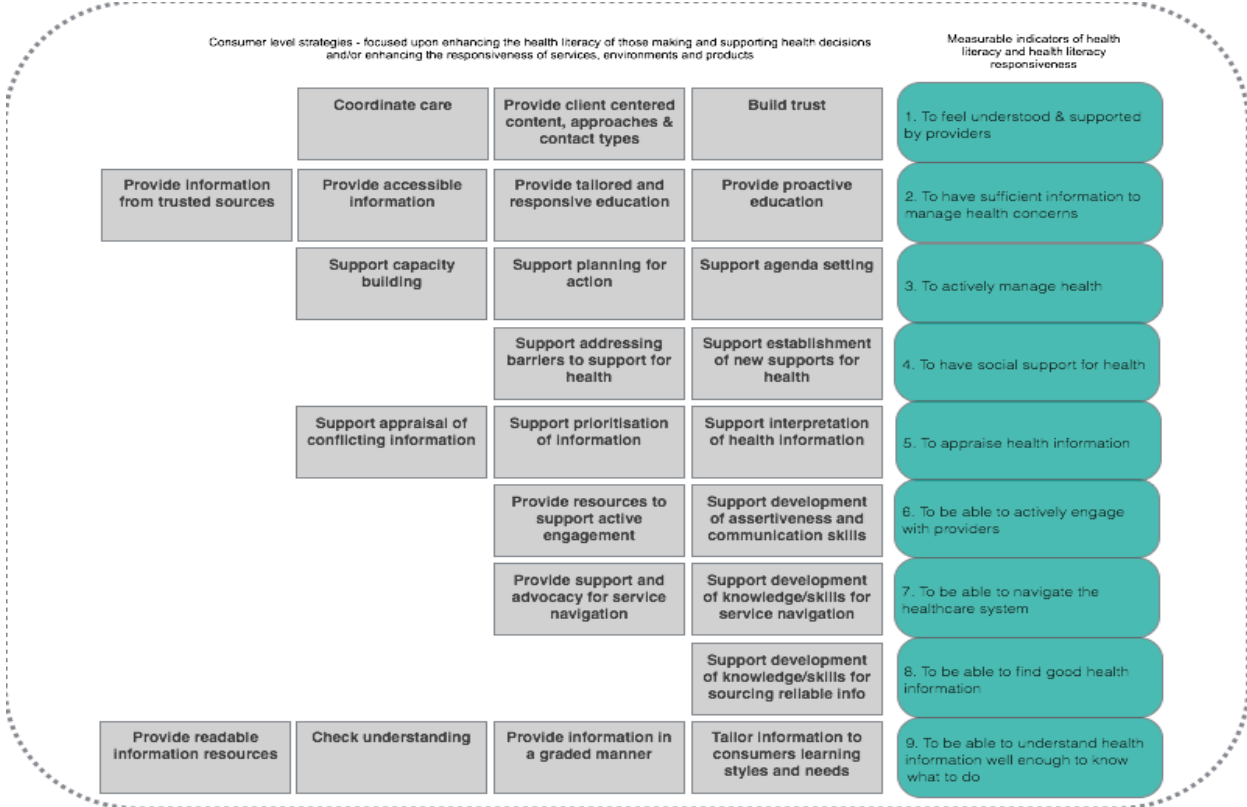 Consumer level strategies - focused upon enhancing the health literacy of those making and supporting health decisions
and/or enhancing the responsiveness of services, environments and products
Measurable indicators of health
literacy and health literacy
responsiveness
Coordinate care
Provide client centered
content, approaches &
contact types
Build trust
1. To feel understood & supported
by providers
Provide information
from trusted sources
Provide accessible
information
Provide tailored and
responsive education
Provide proactive
education
2. To have sufficient information to
manage health concerns
Support capacity
building
Support planning for
action
Support agenda setting
3. To actively manage health
Support addressing
barriers to support for
health
Support establishment
of new supports for
health
4. To have social support for health
Support appraisal of
conflicting information
Support prioritisation
of information
Support interpretation
of health information
5. To appraise health information
Provide resources to
support active
engagement
Support development
of assertiveness and
communication skills
6. To be able to actively engage
with providers
Provide support and
advocacy for service
navigation
Support development
of knowledge/skills for
service navigation
7. To be able to navigate the
healthcare system
Support development
of knowledge/skills for
sourcing reliable info
8. To be able to find good health
information
Provide readable
information resources
Check understanding
Provide information in
a graded manner
Tailor information to
consumers learning
styles and needs
9. To be able to understand health
information well enough to know
what to do